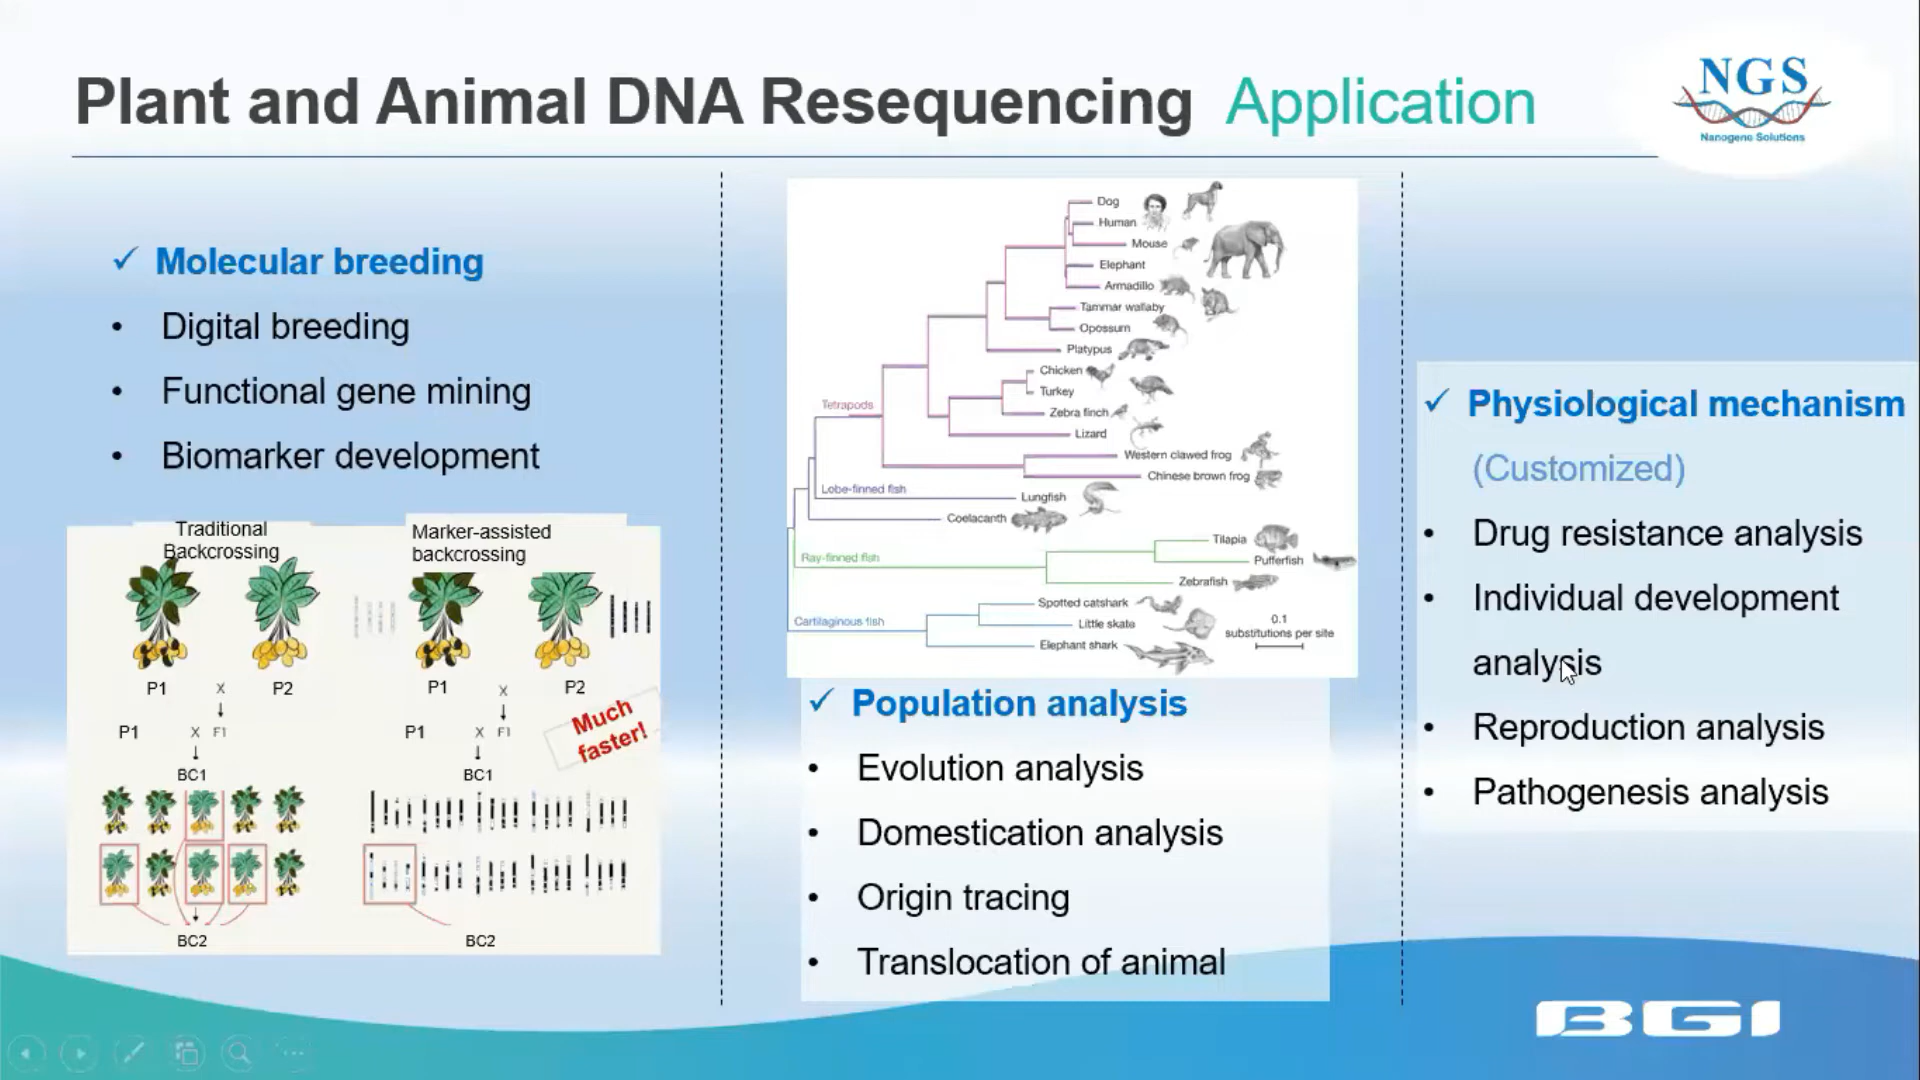 Plant and Animal DNA Resequencing Application
NGS
Nanogene Solutions
✓ Molecular breeding
• Digital breeding
• Functional gene mining
• Biomarker development
Traditional
Backcrossing
P1
X
P2
P1
X
F1
BC1
BC2
Marker-assisted
backcrossing
P1
X
P2
P1
X
F1
Much
faster!
BC1
BC2
Dog
Human
Mouse
Elephant
Armadillo
Tammar wallaby
Opossum
Platypus
Chicken
Turkey
Tetrapods
Zebra finch
Lizard
Western clawed frog
Chinese brown frog
Lobe-finned fish
Lungfish
Coelacanth
Tilapia
Ray-finned fish
Pufferfish
Zebrafish
Spotted catshark
Cartilaginous fish
Little skate
Elephant shark
0.1
substitutions per site
✓ Population analysis
• Evolution analysis
• Domestication analysis
• Origin tracing
• Translocation of animal
✓ Physiological mechanism
(Customized)
• Drug resistance analysis
• Individual development
analysis
• Reproduction analysis
• Pathogenesis analysis
BGI